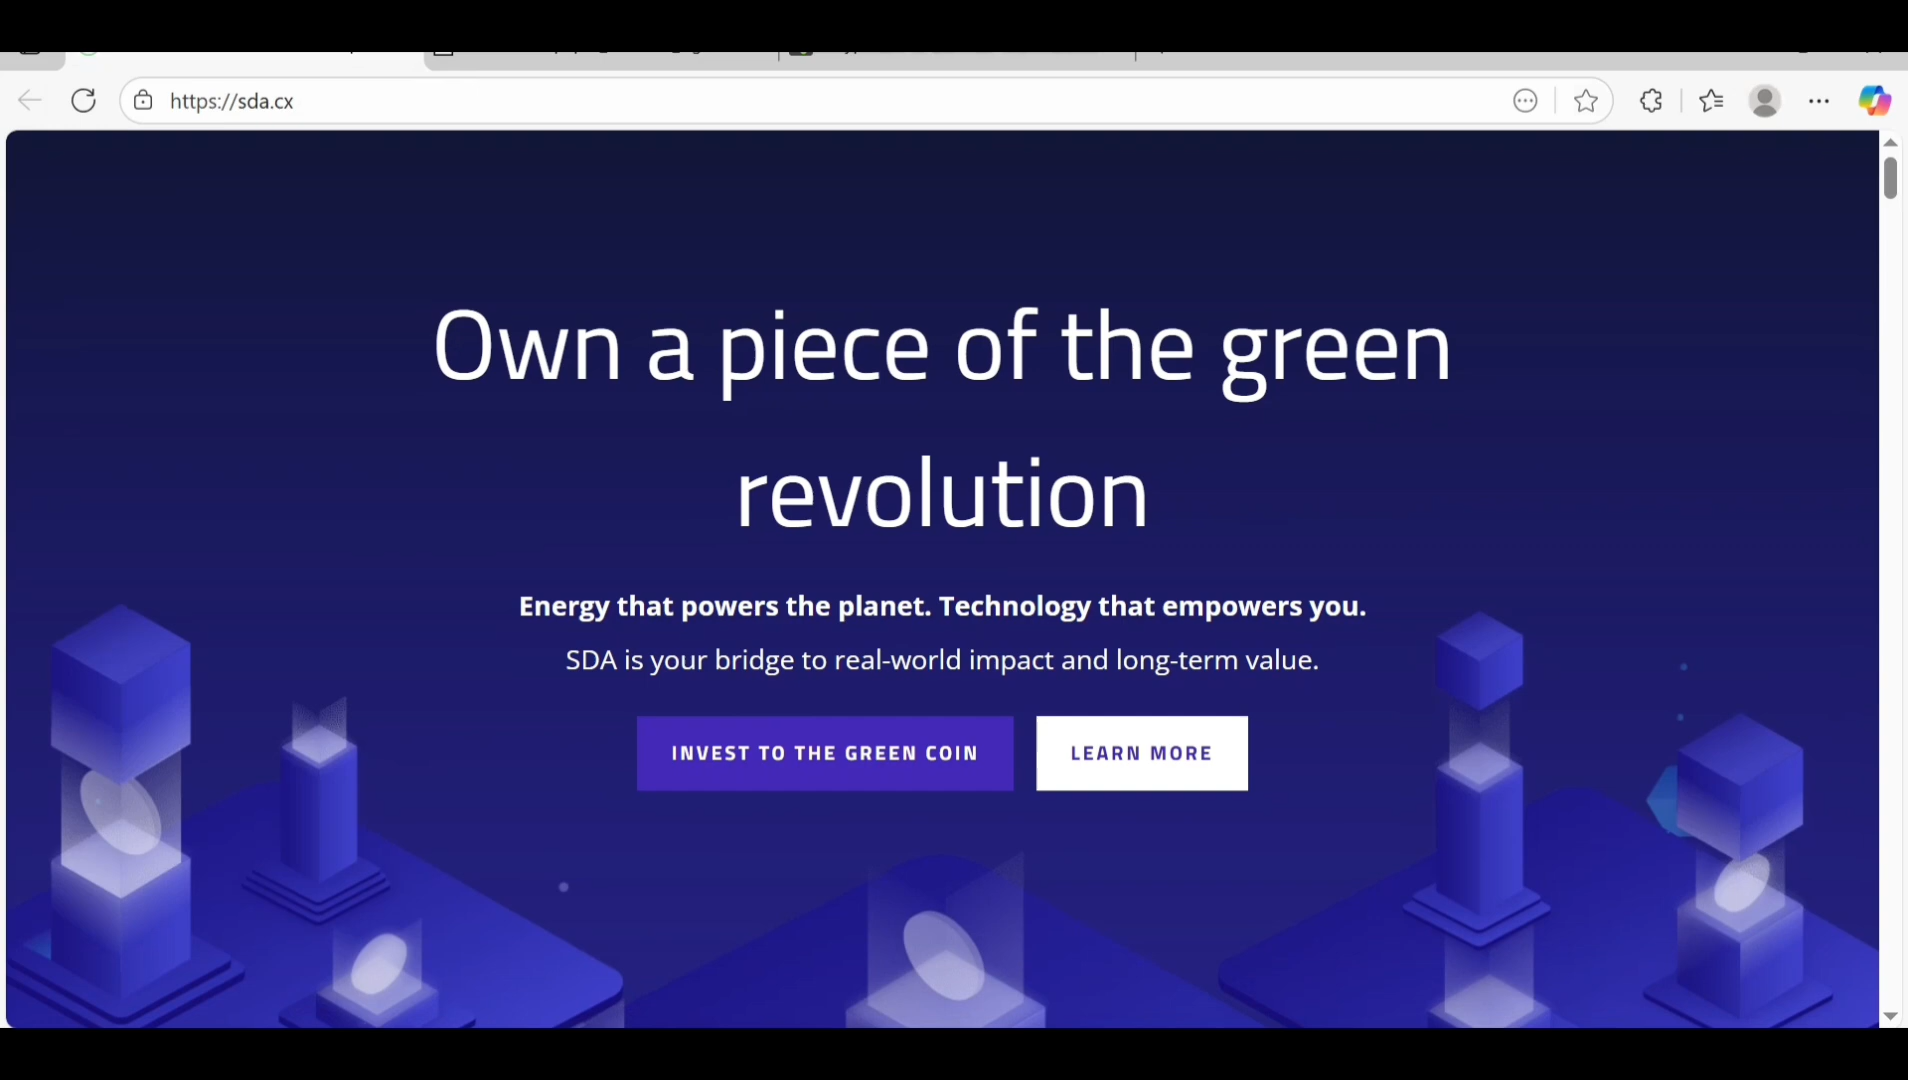 https://sda.cx
Own a piece of the green
revolution
Energy that powers the planet. Technology that empowers you.
SDA is your bridge to real-world impact and long-term value.
INVEST TO THE GREEN COIN
LEARN MORE